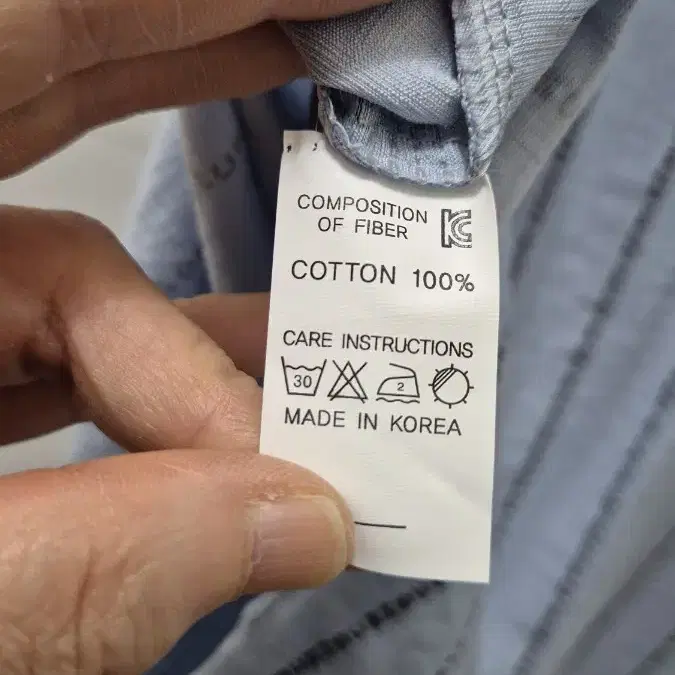 COMPOSITION
OF FIBER
COTTON 100%
CARE INSTRUCTIONS
30 2
MADE IN KOREA